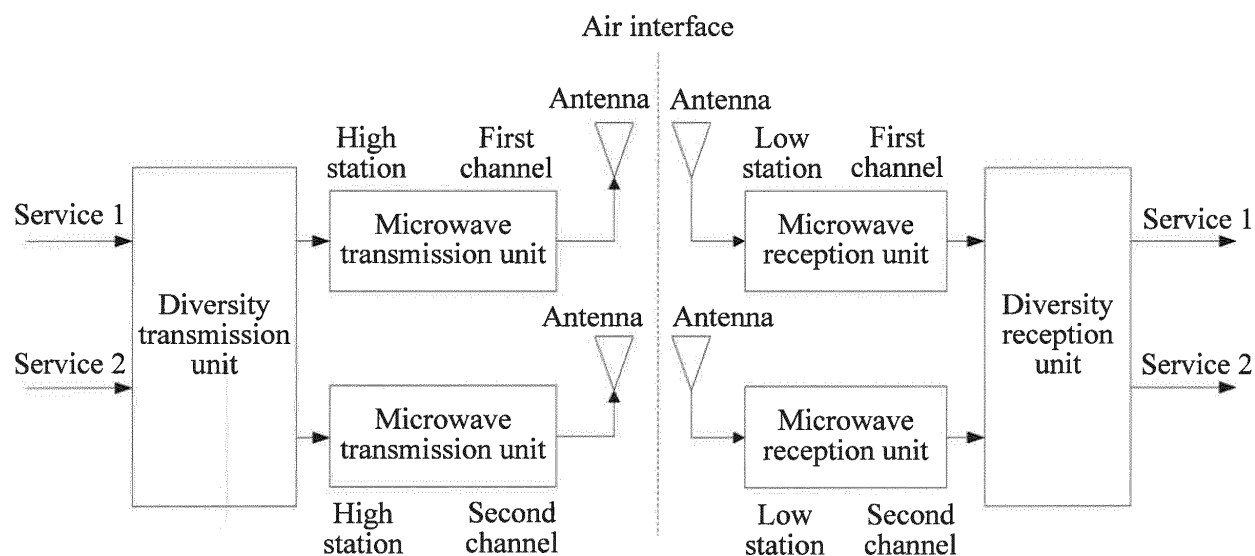 Air interface
Antenna
Antenna
High
station
First
channel
Low
station
First
channel
Service 1
Microwave
transmission unit
Microwave
reception unit
Service 1
Diversity
transmission
unit
Diversity
reception
unit
Antenna
Antenna
Service 2
Service 2
Microwave
transmission unit
Microwave
reception unit
High
station
Second
channel
Low
station
Second
channel